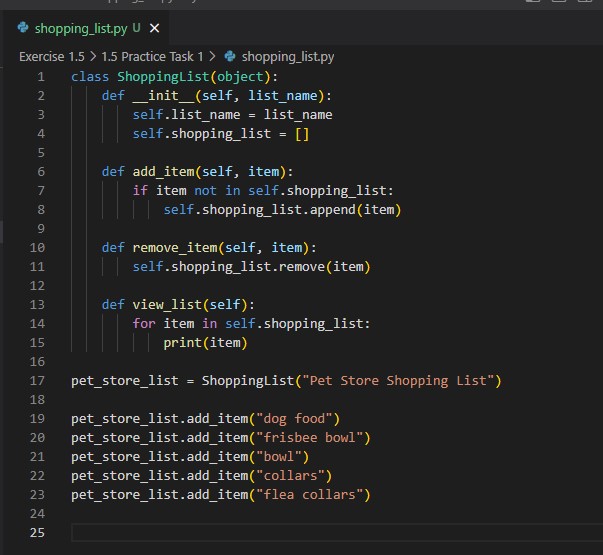 shopping_list.py U ×
Exercise 1.5 > 1.5 Practice Task 1 > shopping_list.py
1 class ShoppingList(object):
2     def __init__(self, list_name):
3         self.list_name = list_name
4         self.shopping_list = []
5
6     def add_item(self, item):
7         if item not in self.shopping_list:
8             self.shopping_list.append(item)
9
10     def remove_item(self, item):
11         self.shopping_list.remove(item)
12
13     def view_list(self):
14         for item in self.shopping_list:
15             print(item)
16
17 pet_store_list = ShoppingList("Pet Store Shopping List")
18
19 pet_store_list.add_item("dog food")
20 pet_store_list.add_item("frisbee bowl")
21 pet_store_list.add_item("bowl")
22 pet_store_list.add_item("collars")
23 pet_store_list.add_item("flea collars")
24
25